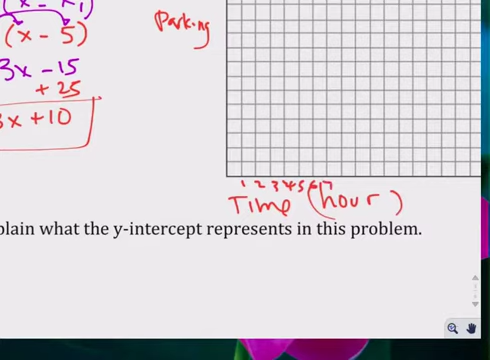 (x - x1)
Parking
(x - 5)
3x - 15
+ 25
3x + 10
1 2 3 4 5 6 7
Time (hour)
plain what the y-intercept represents in this problem.